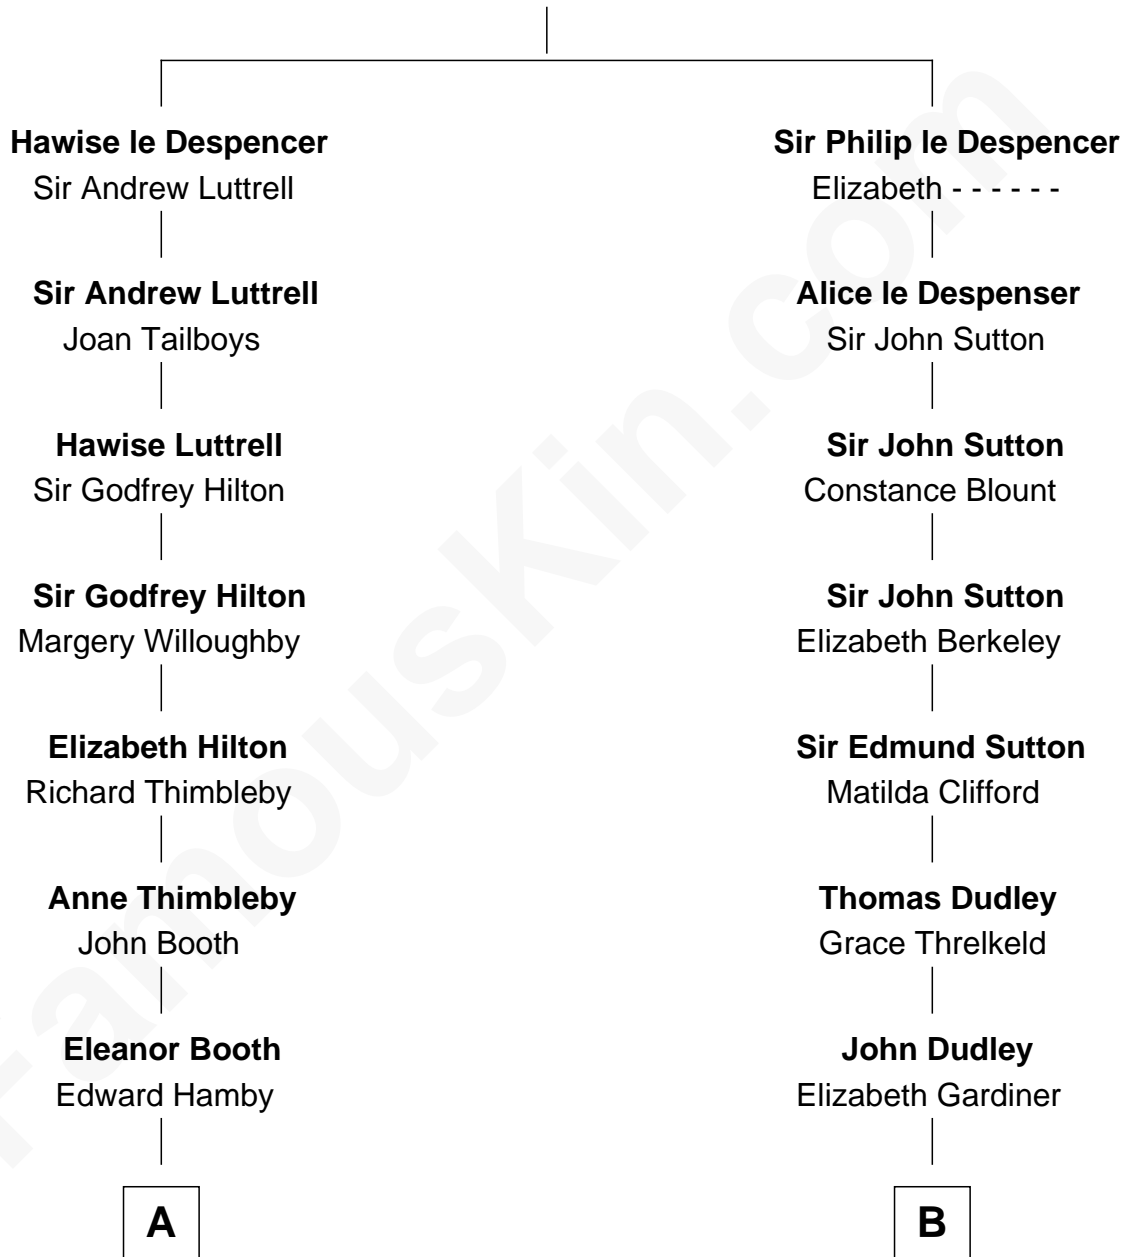 Hawise le Despencer
Sir Andrew Luttrell
Sir Andrew Luttrell
Joan Tailboys
Hawise Luttrell
Sir Godfrey Hilton
Sir Godfrey Hilton
Margery Willoughby
Elizabeth Hilton
Richard Thimbleby
Anne Thimbleby
John Booth
Eleanor Booth
Edward Hamby
A
Sir Philip le Despencer
Elizabeth - - - - - -
Alice le Despenser
Sir John Sutton
Sir John Sutton
Constance Blount
Sir John Sutton
Elizabeth Berkeley
Sir Edmund Sutton
Matilda Clifford
Thomas Dudley
Grace Threlkeld
John Dudley
Elizabeth Gardiner
B
FamousKin.com